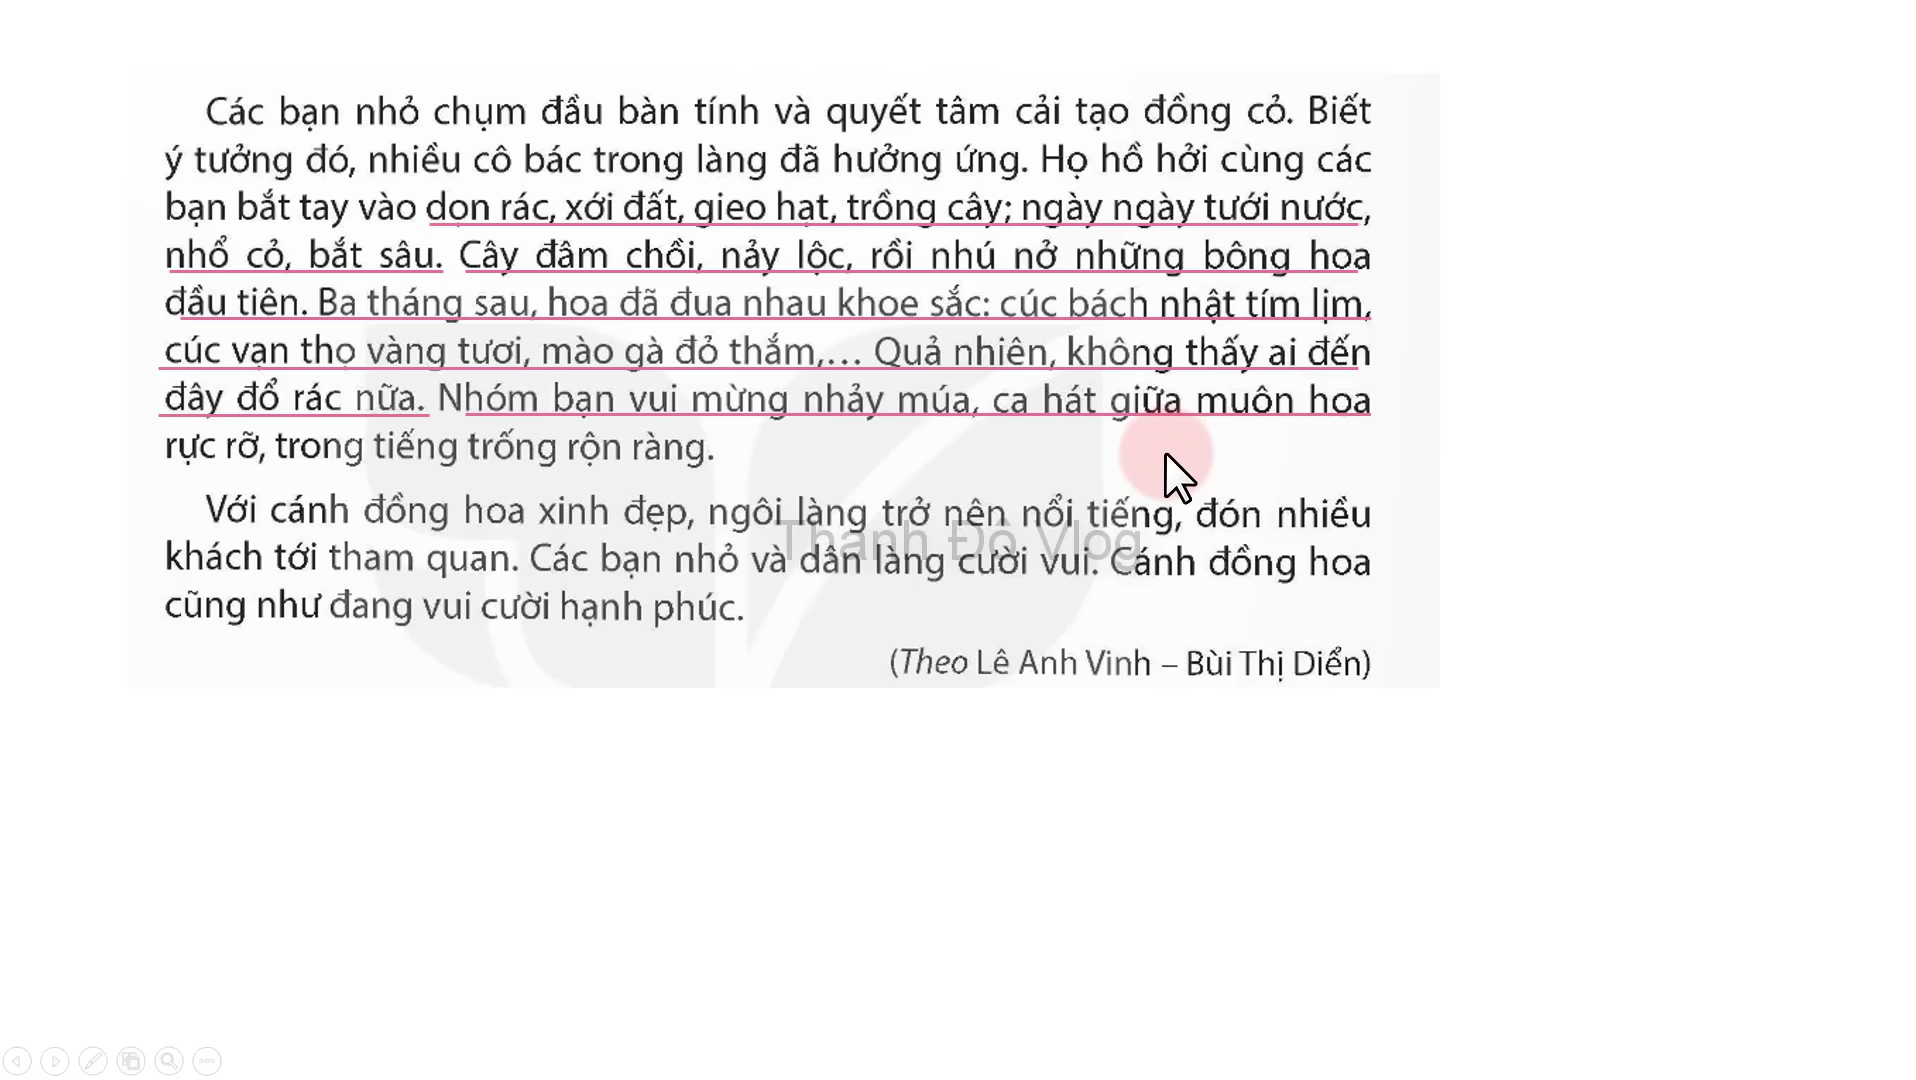 Các bạn nhỏ chụm đầu bàn tính và quyết tâm cải tạo đồng cỏ. Biết
ý tưởng đó, nhiều cô bác trong làng đã hưởng ứng. Họ hồ hởi cùng các
bạn bắt tay vào dọn rác, xới đất, gieo hạt, trồng cây; ngày ngày tưới nước,
nhổ cỏ, bắt sâu. Cây đâm chồi, nảy lộc, rồi nhú nở những bông hoa
đầu tiên. Ba tháng sau, hoa đã đua nhau khoe sắc: cúc bách nhật tím lịm,
cúc vạn thọ vàng tươi, mào gà đỏ thắm,... Quả nhiên, không thấy ai đến
đây đổ rác nữa. Nhóm bạn vui mừng nhảy múa, ca hát giữa muôn hoa
rực rỡ, trong tiếng trống rộn ràng.
Với cánh đồng hoa xinh đẹp, ngôi làng trở nên nổi tiếng, đón nhiều
Thanh Đô Vlog
khách tới tham quan. Các bạn nhỏ và dân làng cười vui. Cánh đồng hoa
cũng như đang vui cười hạnh phúc.
(Theo Lê Anh Vinh – Bùi Thị Diển)